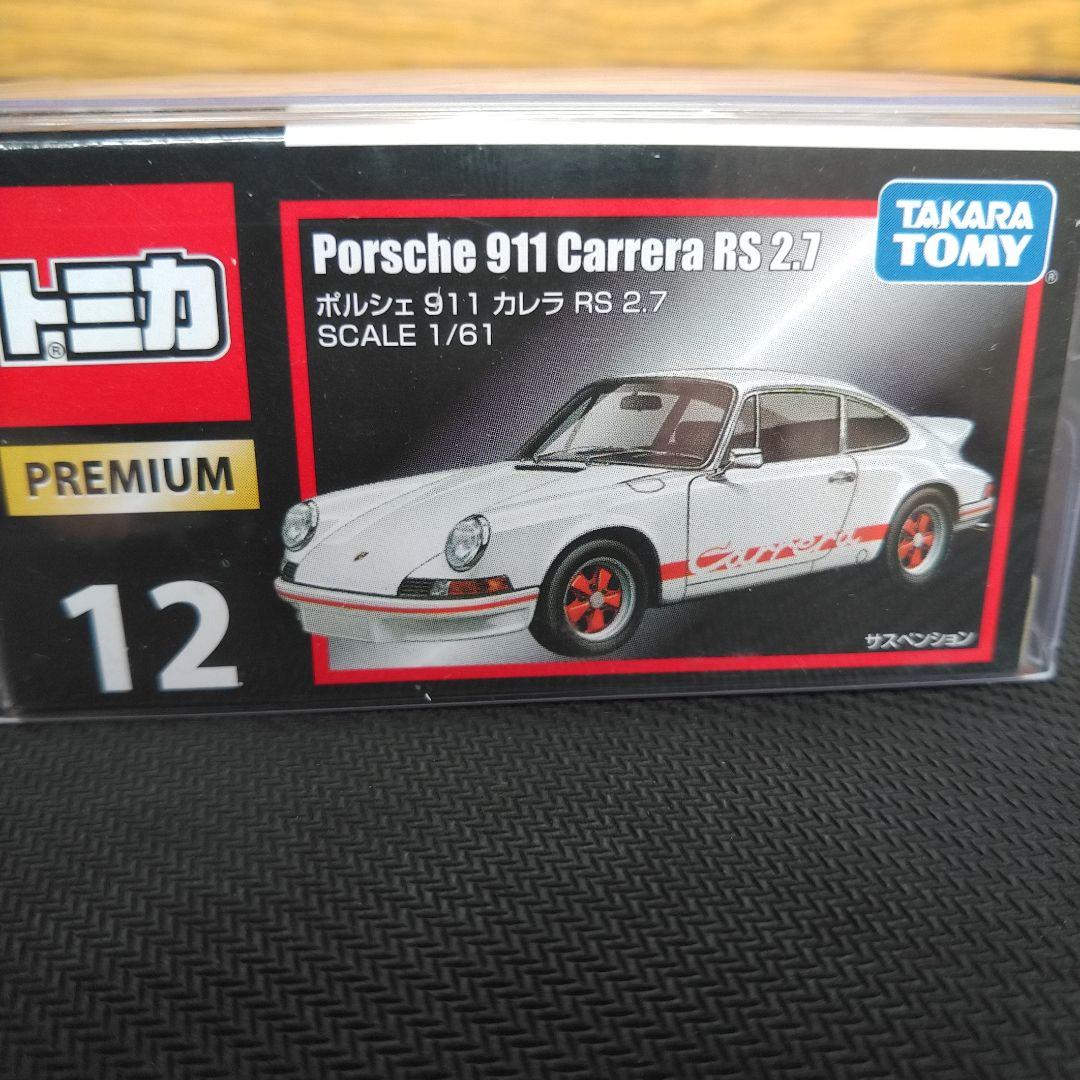 トミカ
®
PREMIUM
12
Porsche 911 Carrera RS 2.7
ポルシェ 911 カレラ RS 2.7
SCALE 1/61
TAKARA
TOMY
®
Carrera
サスペンション